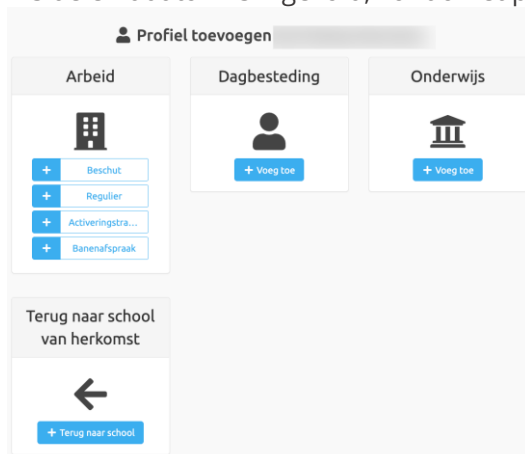 Profiel toevoegen
Arbeid
+ Beschut
+ Regulier
+ Activeringstra...
+ Banenafspraak
Dagbesteding
+ Voeg toe
Onderwijs
+ Voeg toe
Terug naar school
van herkomst
+ Terug naar school